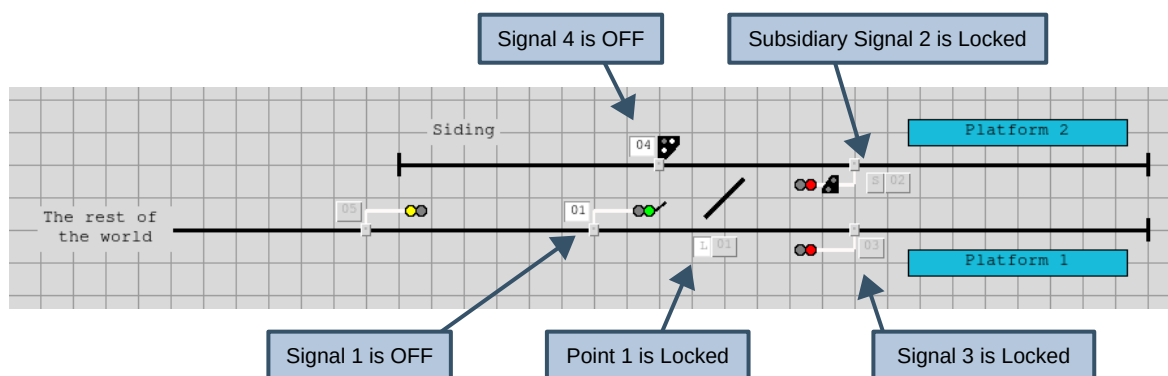 Signal 4 is OFF
Subsidiary Signal 2 is Locked
Siding
Platform 2
04
S 02
05
01
The rest of
the world
L 01
03
Platform 1
Signal 1 is OFF
Point 1 is Locked
Signal 3 is Locked